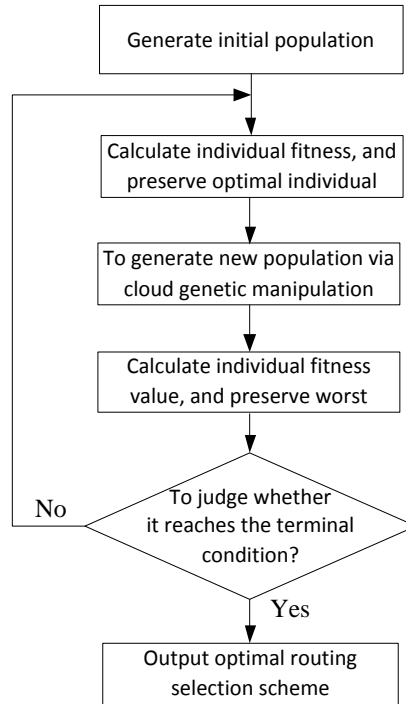 Generate initial population
Calculate individual fitness, and
preserve optimal individual
To generate new population via
cloud genetic manipulation
Calculate individual fitness
value, and preserve worst
To judge whether
it reaches the terminal
condition?
No
Yes
Output optimal routing
selection scheme